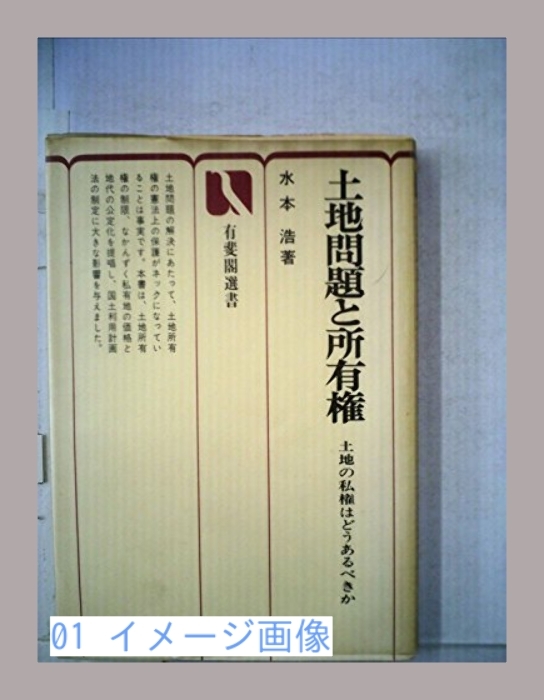 土地問題と所有権
土地の私権はどうあるべきか
水本 浩著
有斐閣選書
土地問題の解決にあたって、土地所有
権の憲法上の保護がネックになってい
ることは事実です。本書は、土地所有
権の制限、なかんずく私有地の価格と
地代の公定化を提唱し、国土利用計画
法の制定に大きな影響を与えました。
01 イメージ画像